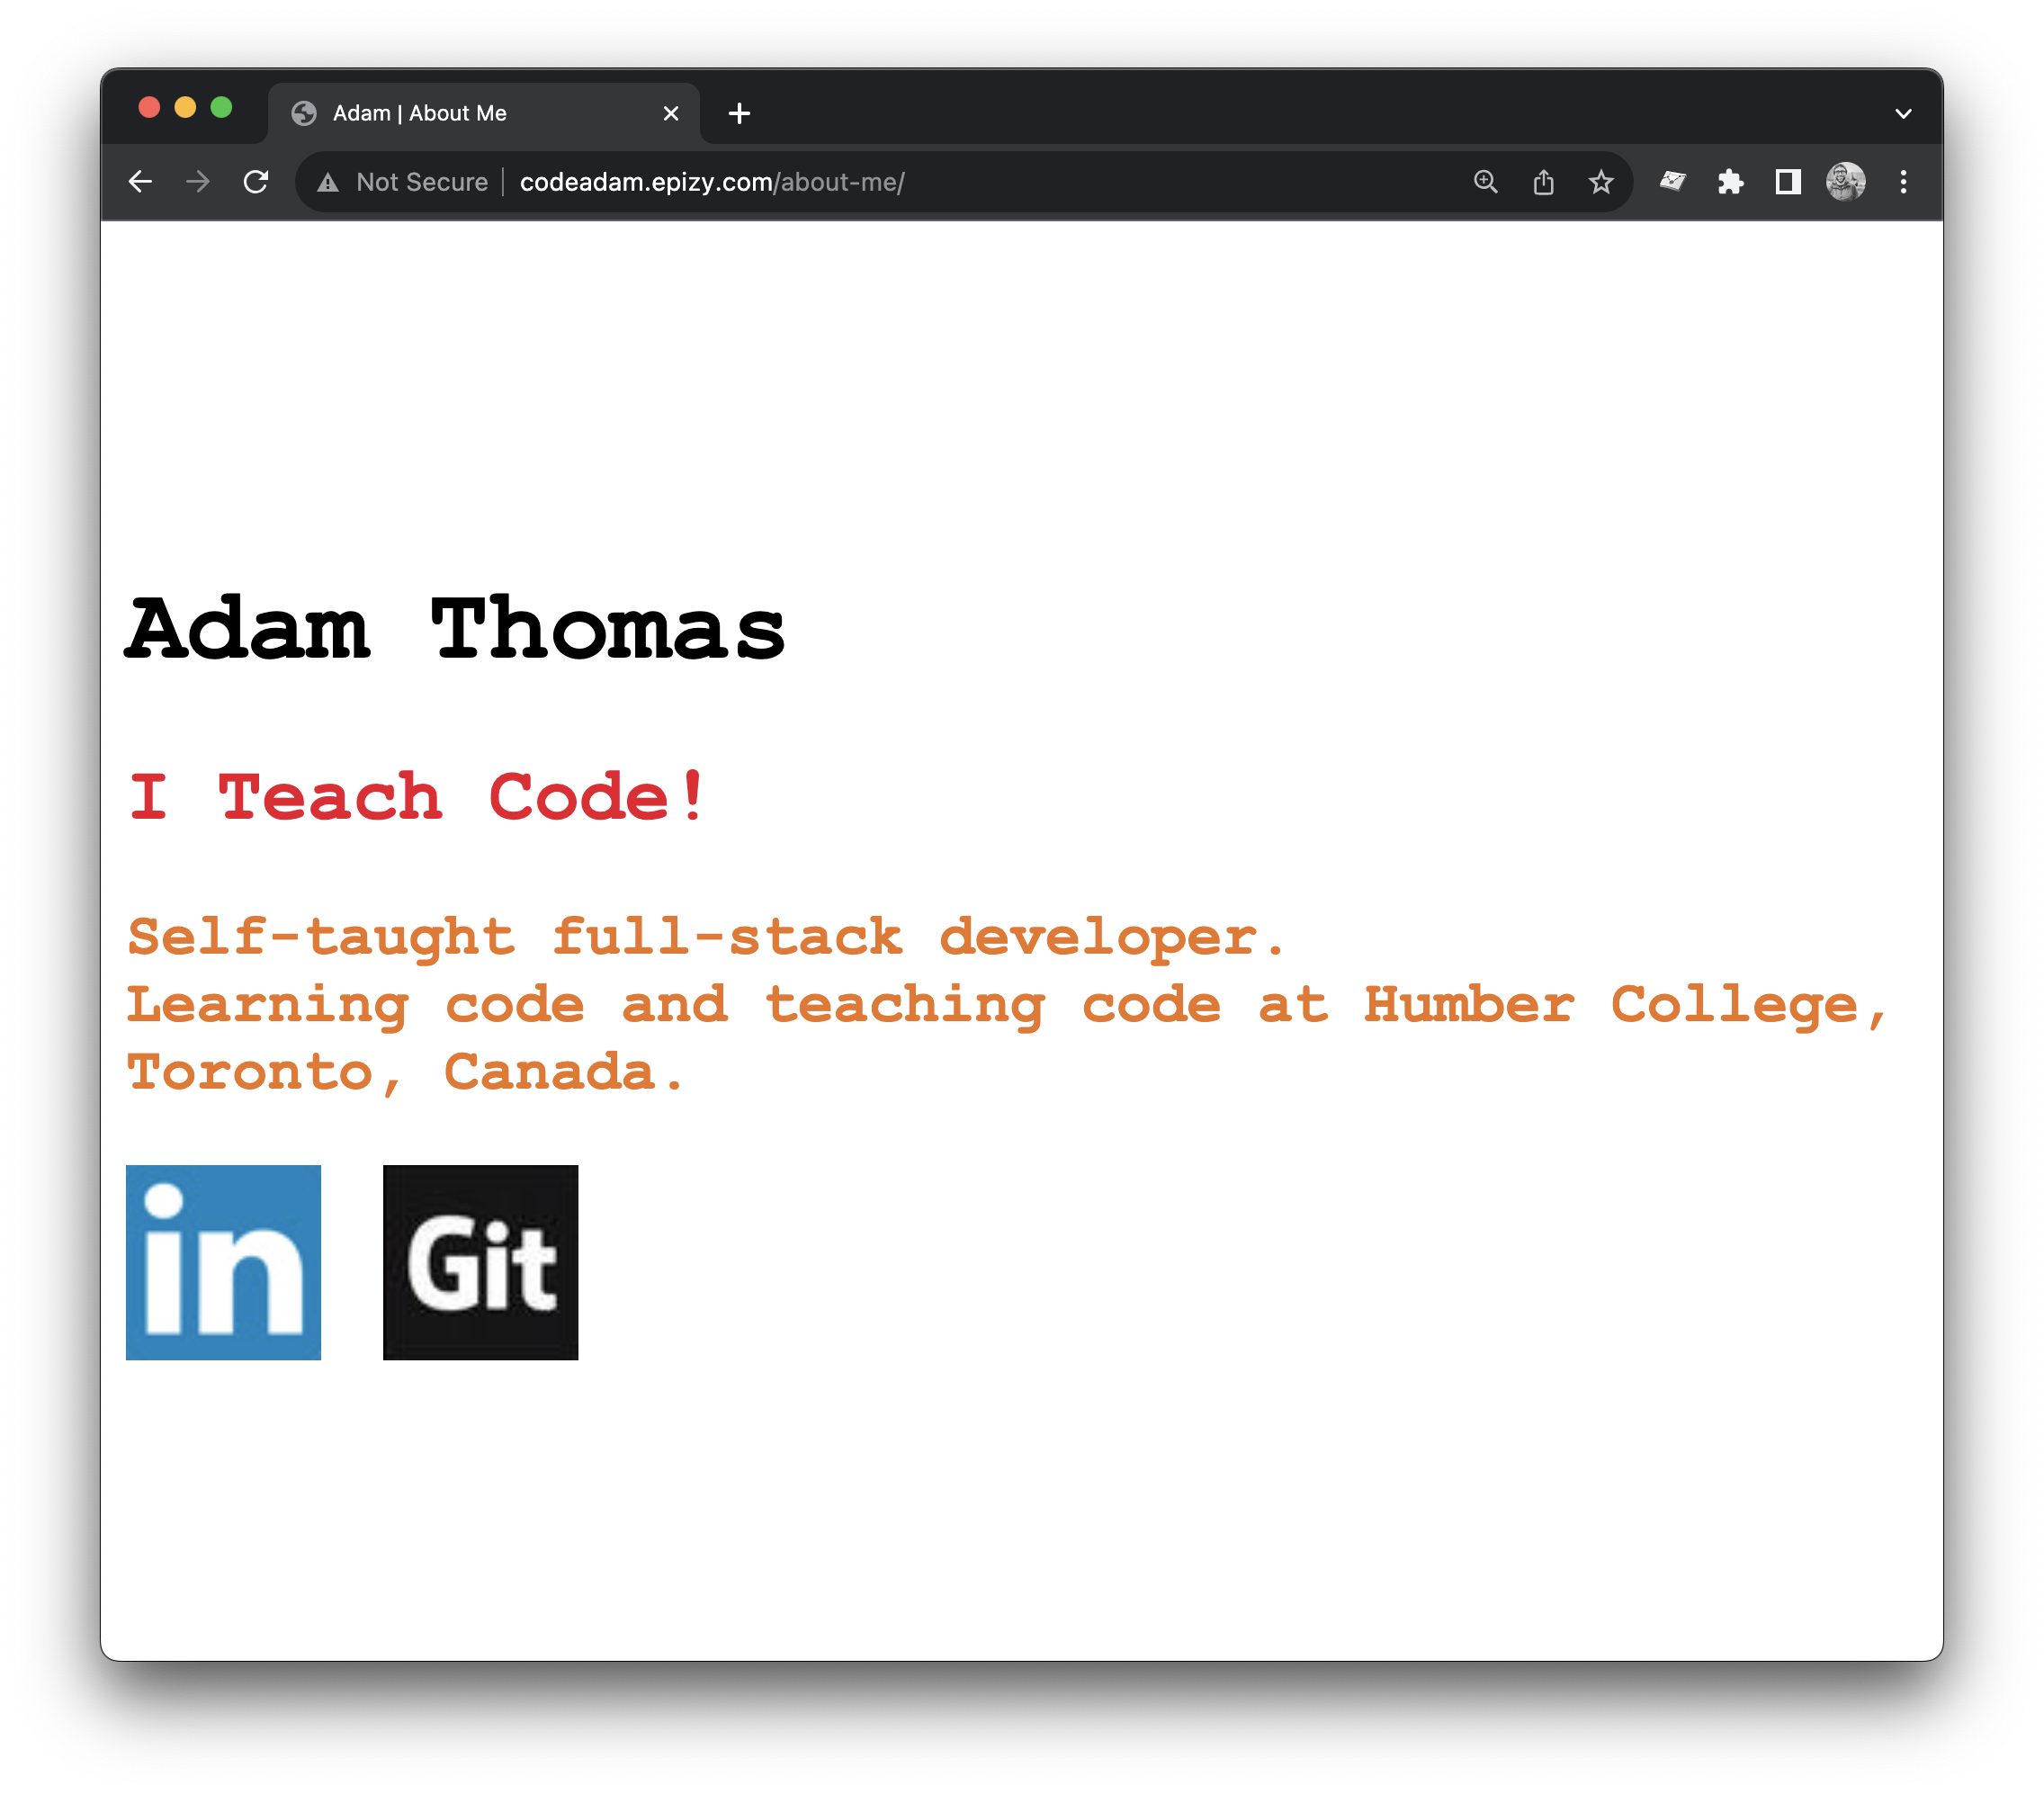 Adam | About Me
Not Secure codeadam.epizy.com/about-me/
Adam Thomas
I Teach Code!
Self-taught full-stack developer.
Learning code and teaching code at Humber College,
Toronto, Canada.
in Git